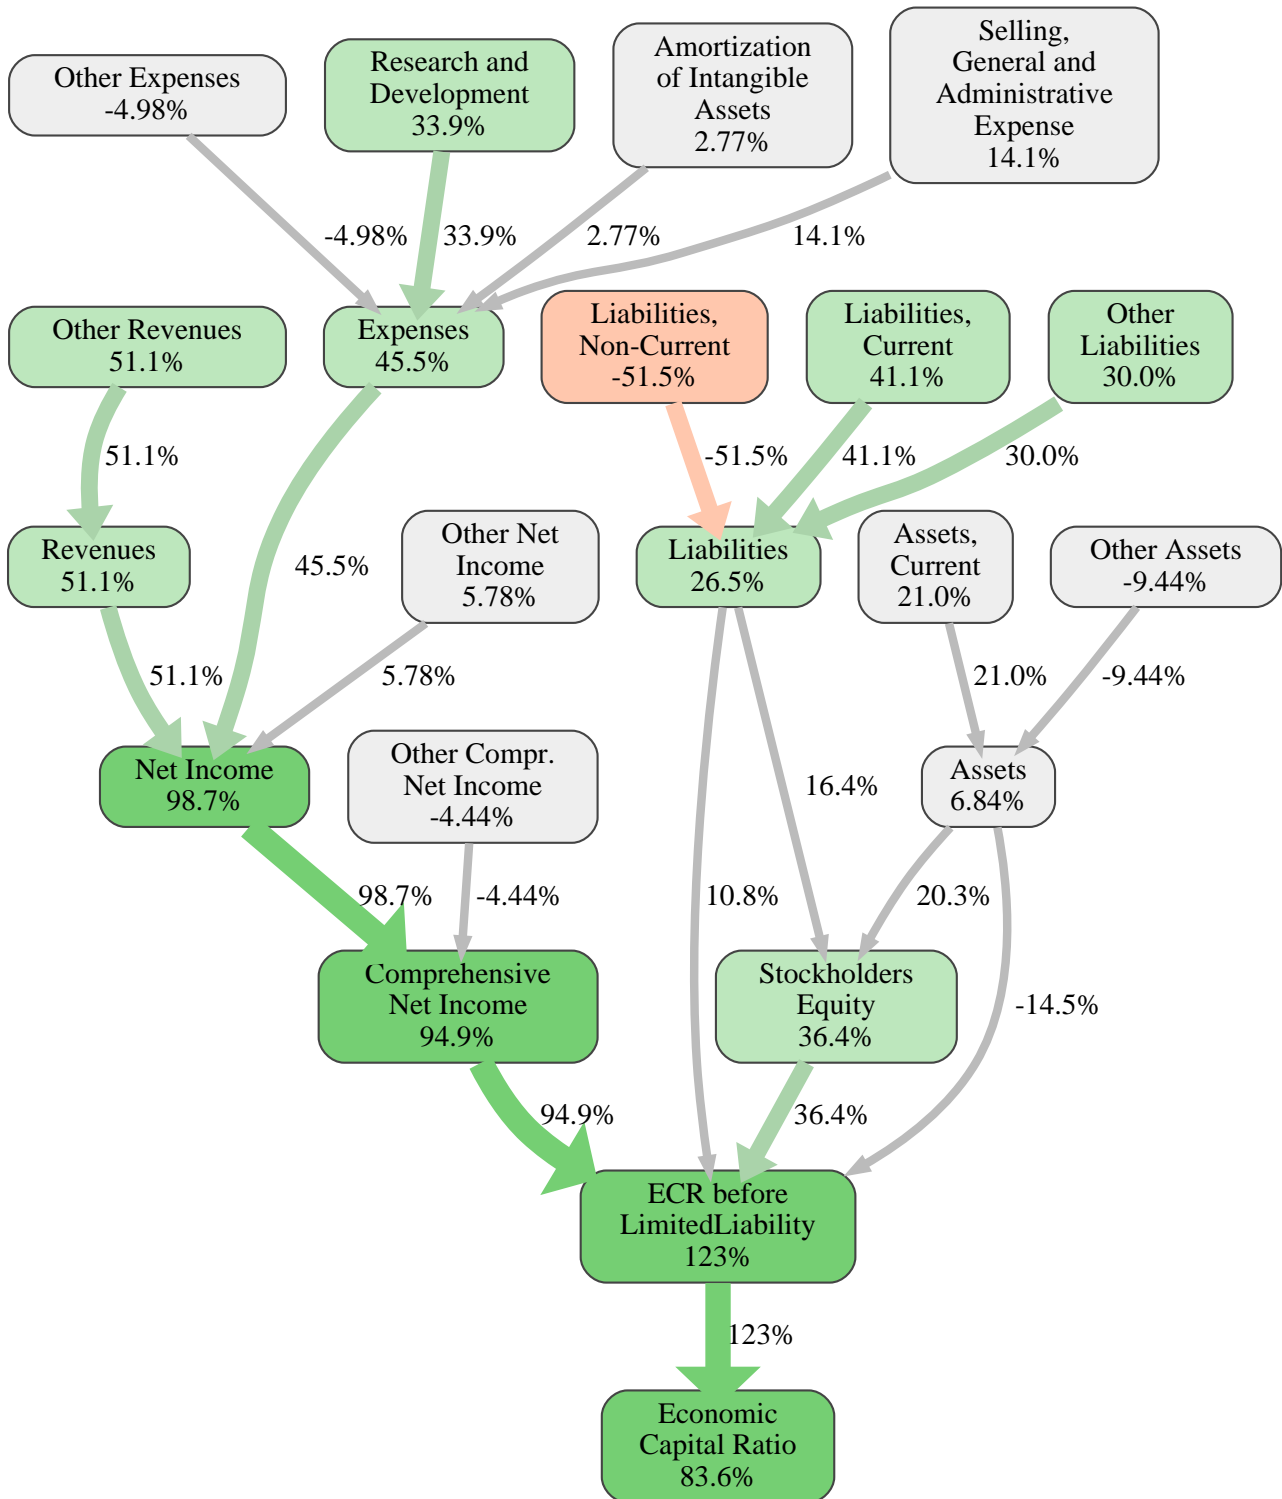 Other Expenses
-4.98%
Research and
Development
33.9%
Amortization
of Intangible
Assets
2.77%
Selling,
General and
Administrative
Expense
14.1%
-4.98%
33.9%
2.77%
14.1%
Other Revenues
51.1%
Expenses
45.5%
Liabilities,
Non-Current
-51.5%
Liabilities,
Current
41.1%
Other
Liabilities
30.0%
51.1%
-51.5%
41.1%
30.0%
Revenues
51.1%
45.5%
Other Net
Income
5.78%
Liabilities
26.5%
Assets,
Current
21.0%
Other Assets
-9.44%
51.1%
5.78%
21.0%
-9.44%
Net Income
98.7%
Other Compr.
Net Income
-4.44%
16.4%
Assets
6.84%
98.7%
-4.44%
10.8%
20.3%
Comprehensive
Net Income
94.9%
Stockholders
Equity
36.4%
-14.5%
94.9%
36.4%
ECR before
LimitedLiability
123%
123%
Economic
Capital Ratio
83.6%